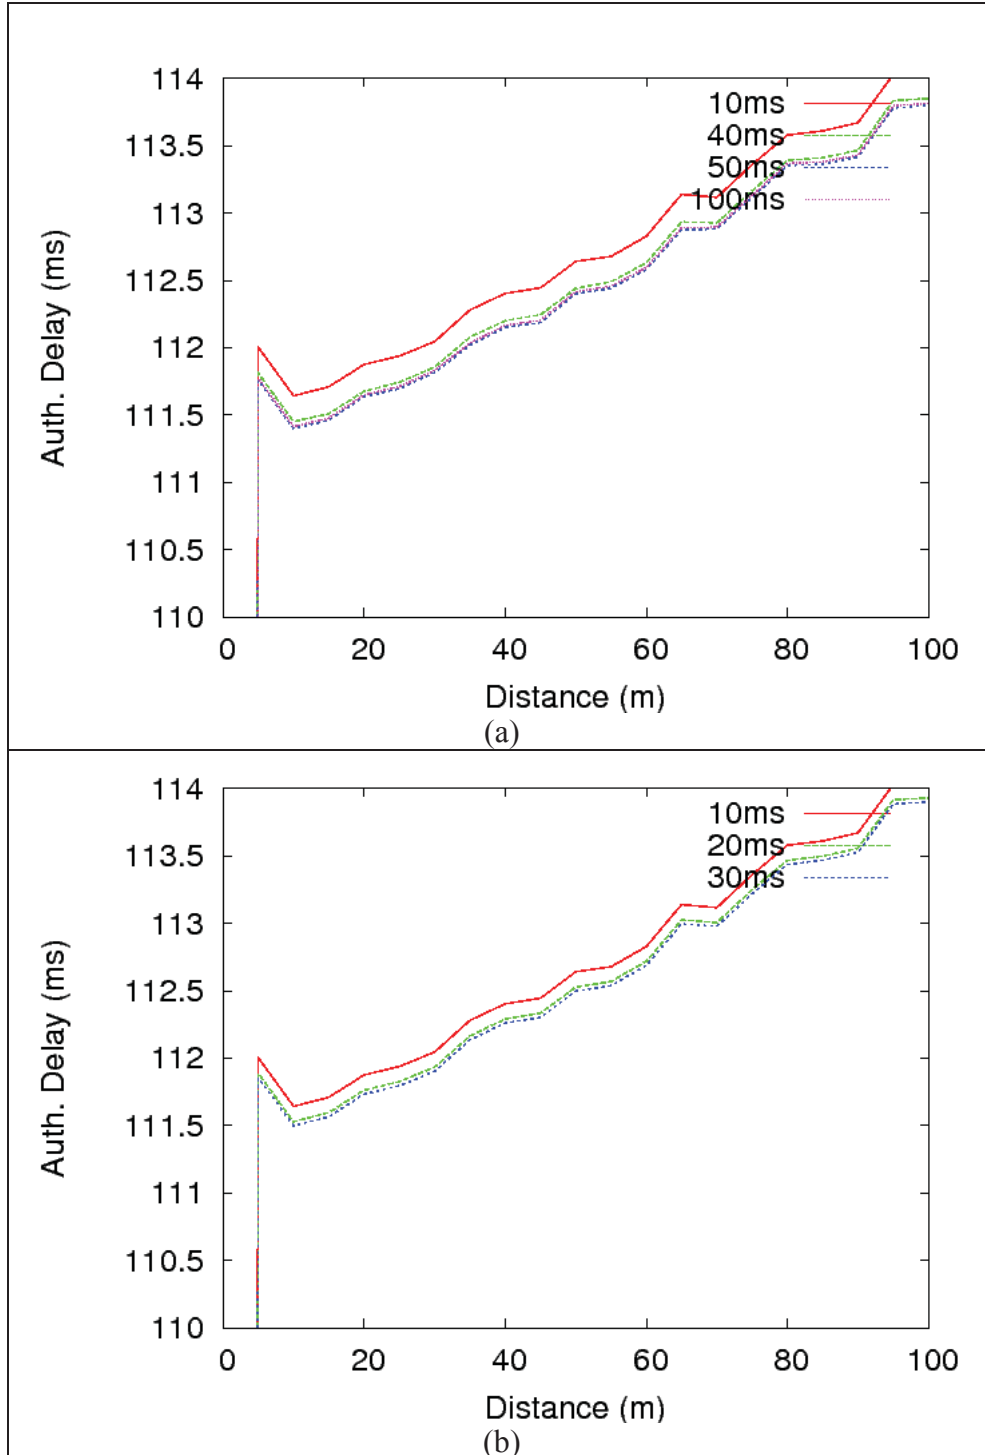 114
113.5
113
112.5
112
111.5
111
110.5
110
Auth. Delay (ms)
10ms
40ms
50ms
100ms
0 20 40 60 80 100
Distance (m)
(a)
114
113.5
113
112.5
112
111.5
111
110.5
110
Auth. Delay (ms)
10ms
20ms
30ms
0 20 40 60 80 100
Distance (m)
(b)